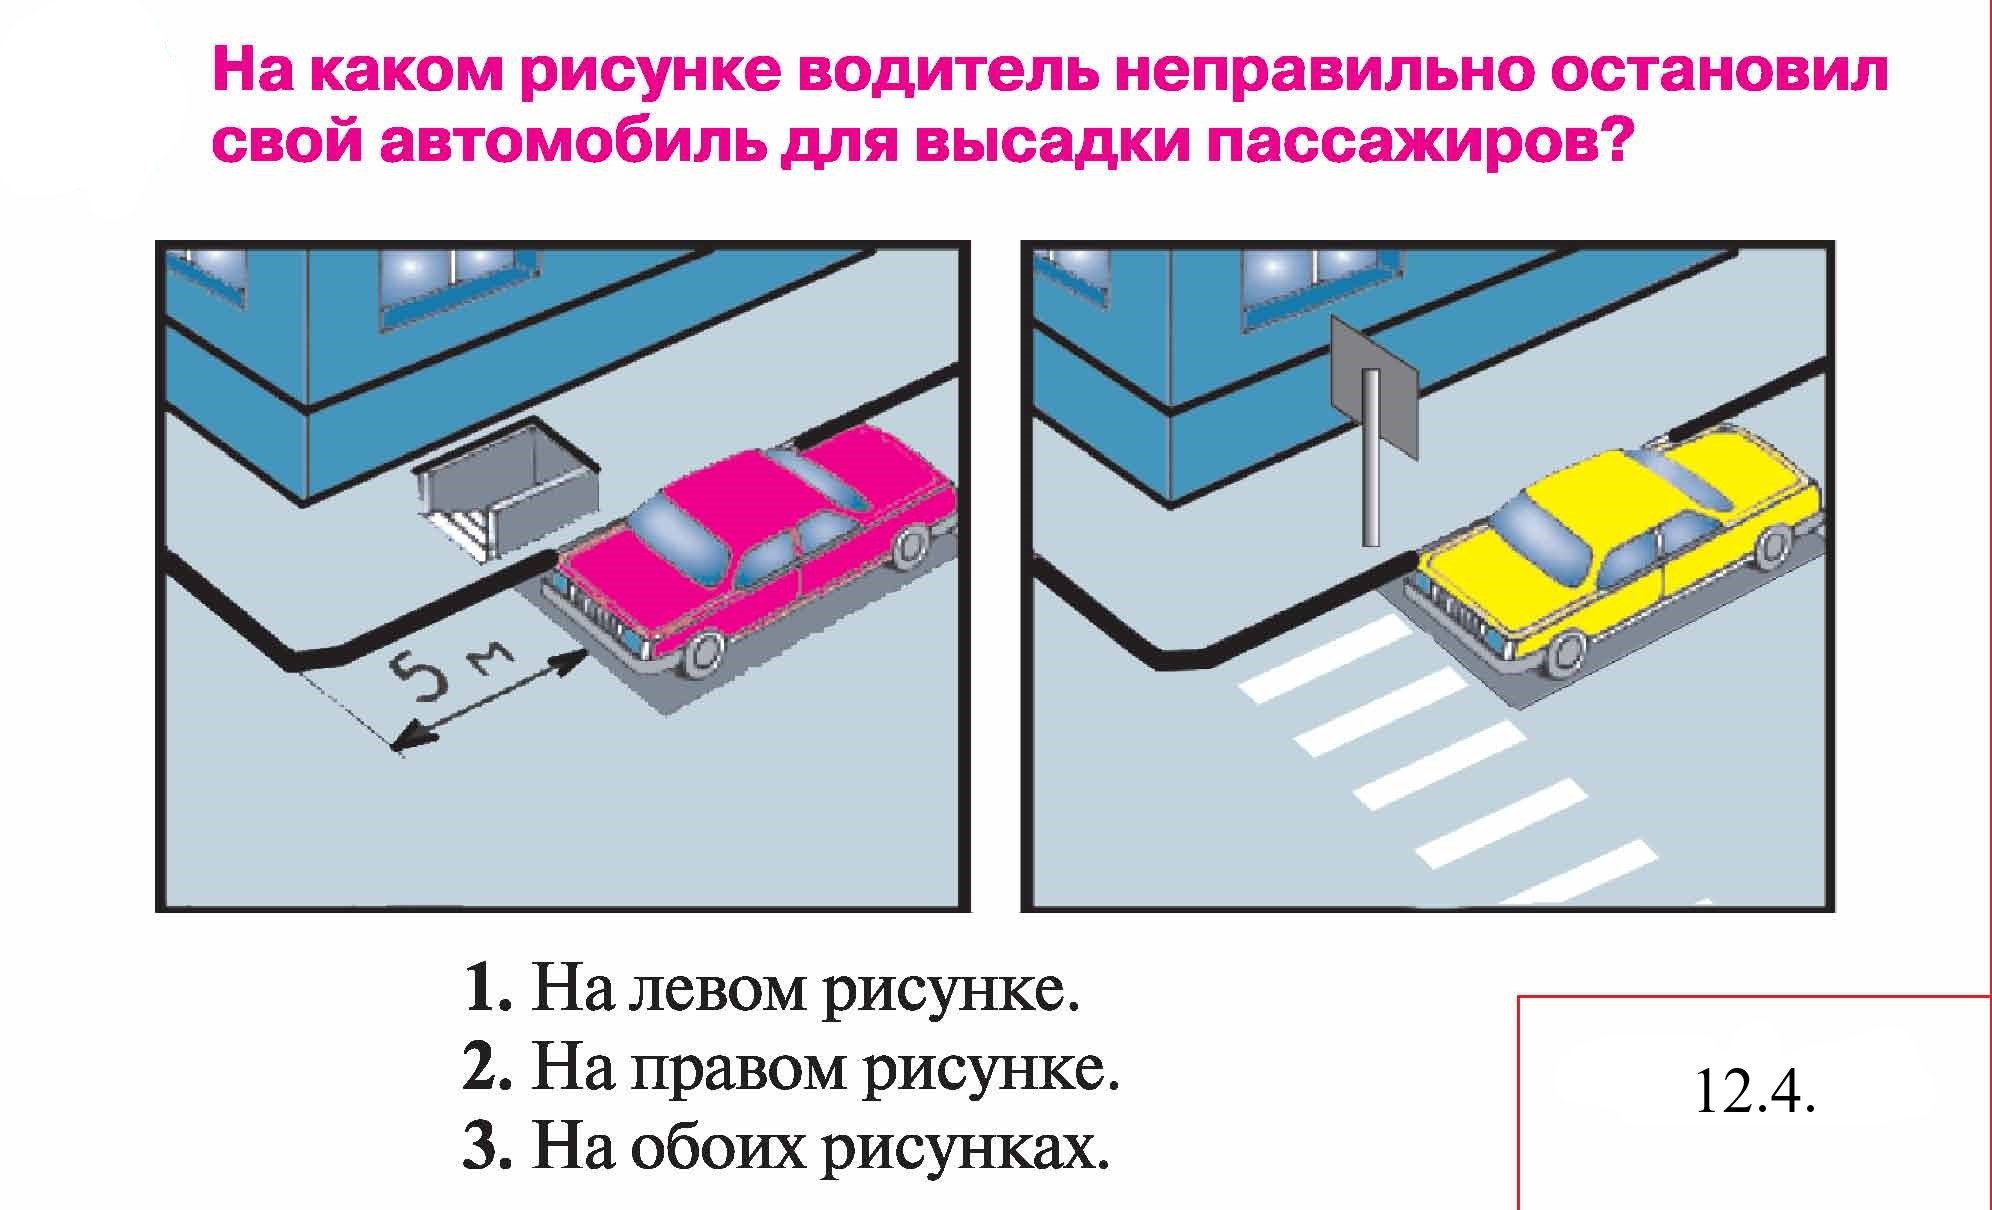 На каком рисунке водитель неправильно остановил
свой автомобиль для высадки пассажиров?
5 м
1. На левом рисунке.
2. На правом рисунке.
3. На обоих рисунках.
12.4.